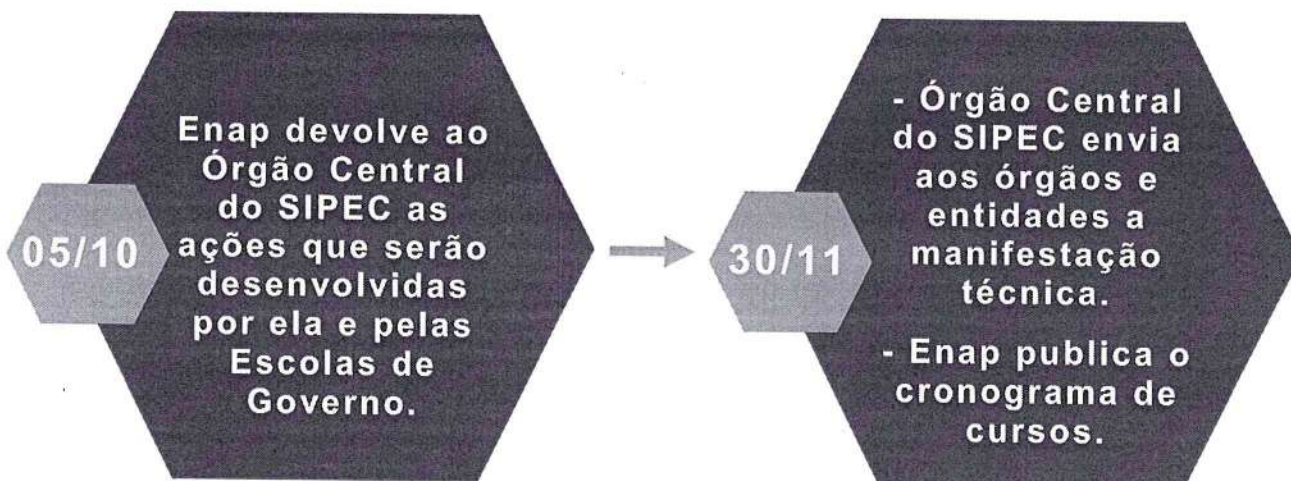 05/10
Enap devolve ao
Órgão Central
do SIPEC as
ações que serão
desenvolvidas
por ela e pelas
Escolas de
Governo.
30/11
- Órgão Central
do SIPEC envia
aos órgãos e
entidades a
manifestação
técnica.
- Enap publica o
cronograma de
cursos.